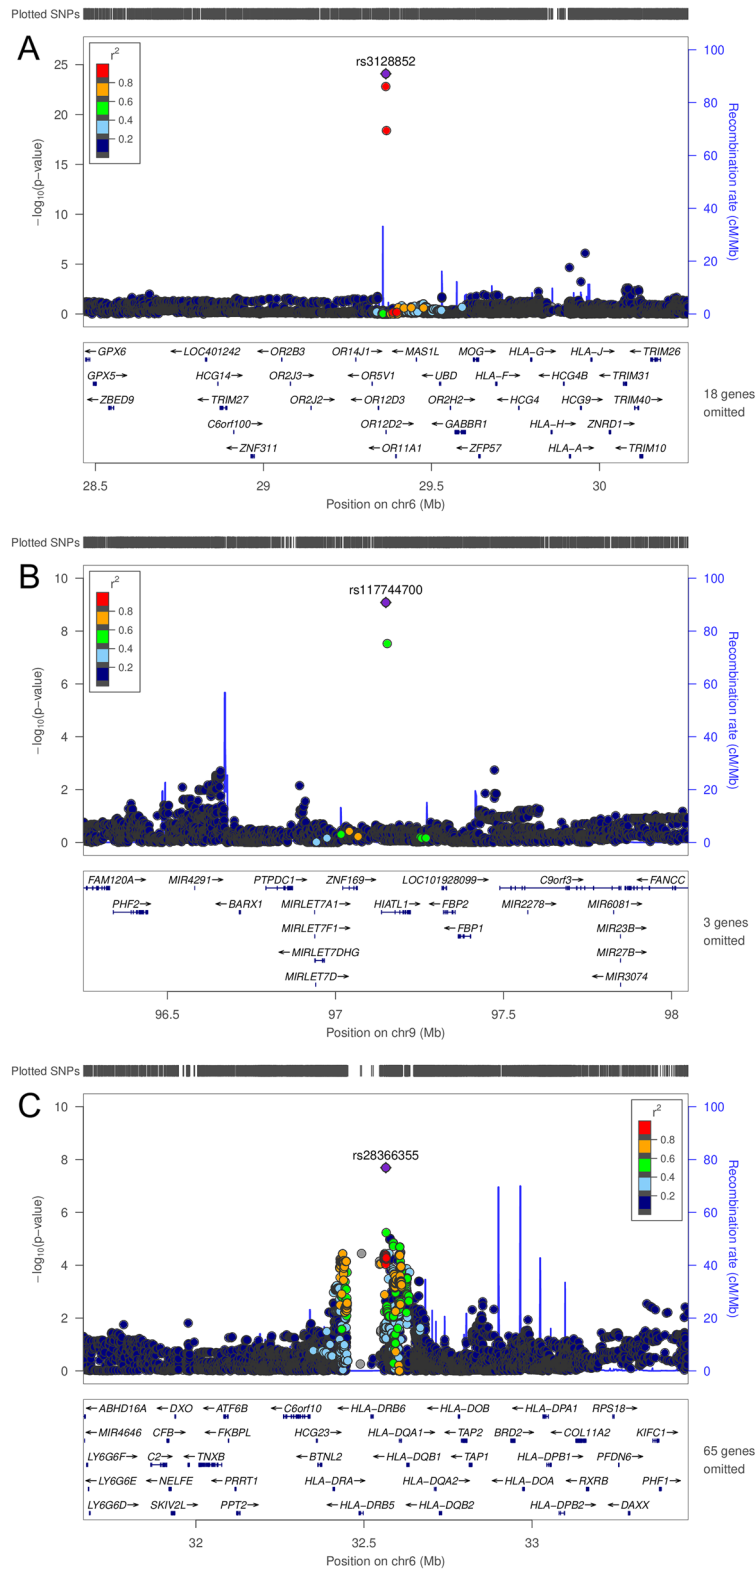 Plotted SNPs
A
r2
0.8
0.6
0.4
0.2
rs3128852
25
20
15
10
5
0
−log10(p−value)
100
80
60
40
20
0
Recombination rate (cM/Mb)
←GPX6 LOC401242→ OR2B3→ OR14J1→ ←MAS1L MOG→ HLA−G→ HLA−J→ ←TRIM26
GPX5→ HCG14→ OR2J3→ OR5V1→ ←UBD HLA−F→ ←HCG4B ←TRIM31
←ZBED9 ←TRIM27 OR2J2→ ←OR12D3 OR2H2→ ←HCG4 ←HCG9 TRIM40→
C6orf100→ OR12D2→ ←GABBR1 ←HLA−H ZNRD1→
←ZNF311 ←OR11A1 ←ZFP57 HLA−A→ ←TRIM10
18 genes
omitted
28.5 29 29.5 30
Position on chr6 (Mb)
Plotted SNPs
B
r2
0.8
0.6
0.4
0.2
rs117744700
10
8
6
4
2
0
−log10(p−value)
100
80
60
40
20
0
Recombination rate (cM/Mb)
FAM120A→ MIR4291→ PTPDC1→ ZNF169→ LOC101928099→ C9orf3→ ←FANCC
PHF2→ ←BARX1 MIRLET7A1→ HIATL1→ ←FBP2 MIR2278→ MIR6081→
MIRLET7F1→ ←FBP1 MIR23B→
←MIRLET7DHG MIR27B→
MIRLET7D→ ←MIR3074
3 genes
omitted
96.5 97 97.5 98
Position on chr9 (Mb)
Plotted SNPs
C
r2
0.8
0.6
0.4
0.2
rs28366355
10
8
6
4
2
0
−log10(p−value)
100
80
60
40
20
0
Recombination rate (cM/Mb)
←ABHD16A ←DXO ←ATF6B ←C6orf10 ←HLA−DRB6 ←HLA−DOB ←HLA−DPA1 RPS18→
←MIR4646 CFB→ ←FKBPL HCG23→ HLA−DQA1→ ←TAP2 BRD2→ ←COL11A2 KIFC1→
LY6G6F→ C2→ ←TNXB ←BTNL2 ←HLA−DQB1 ←TAP1 HLA−DPB1→ ←PFDN6→
←LY6G6E ←NELFE ←PRRT1 HLA−DRA→ HLA−DQA2→ ←HLA−DOA ←RXRB PHF1→
←LY6G6D SKIV2L→ PPT2→ ←HLA−DRB5 ←HLA−DQB2 ←HLA−DPB2→ ←DAXX
65 genes
omitted
32 32.5 33
Position on chr6 (Mb)